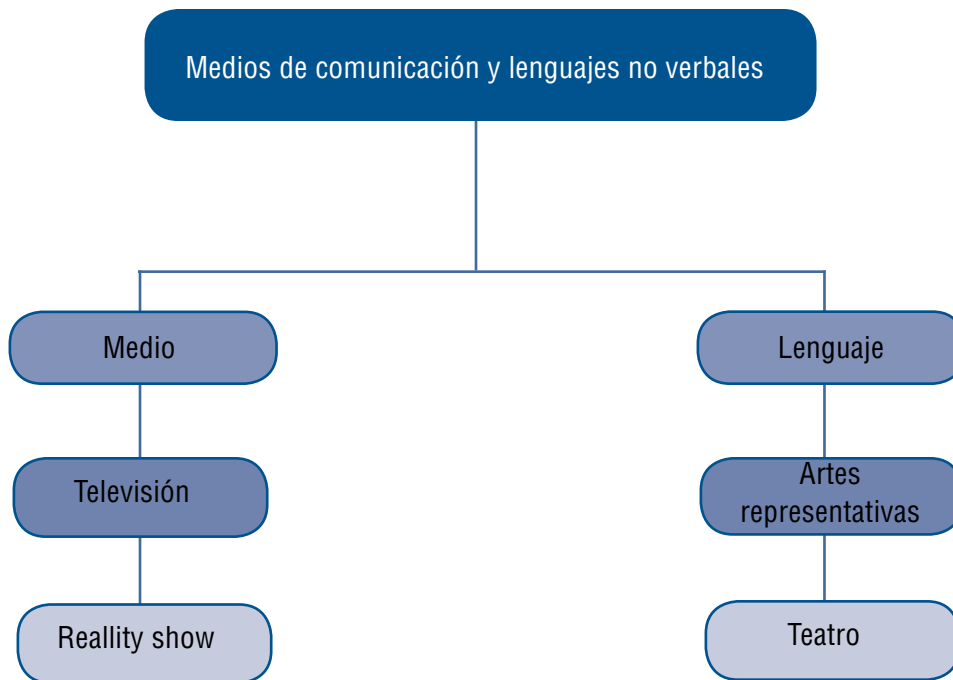 Medios de comunicación y lenguajes no verbales
Medio
Lenguaje
Televisión
Artes
representativas
Reallity show
Teatro